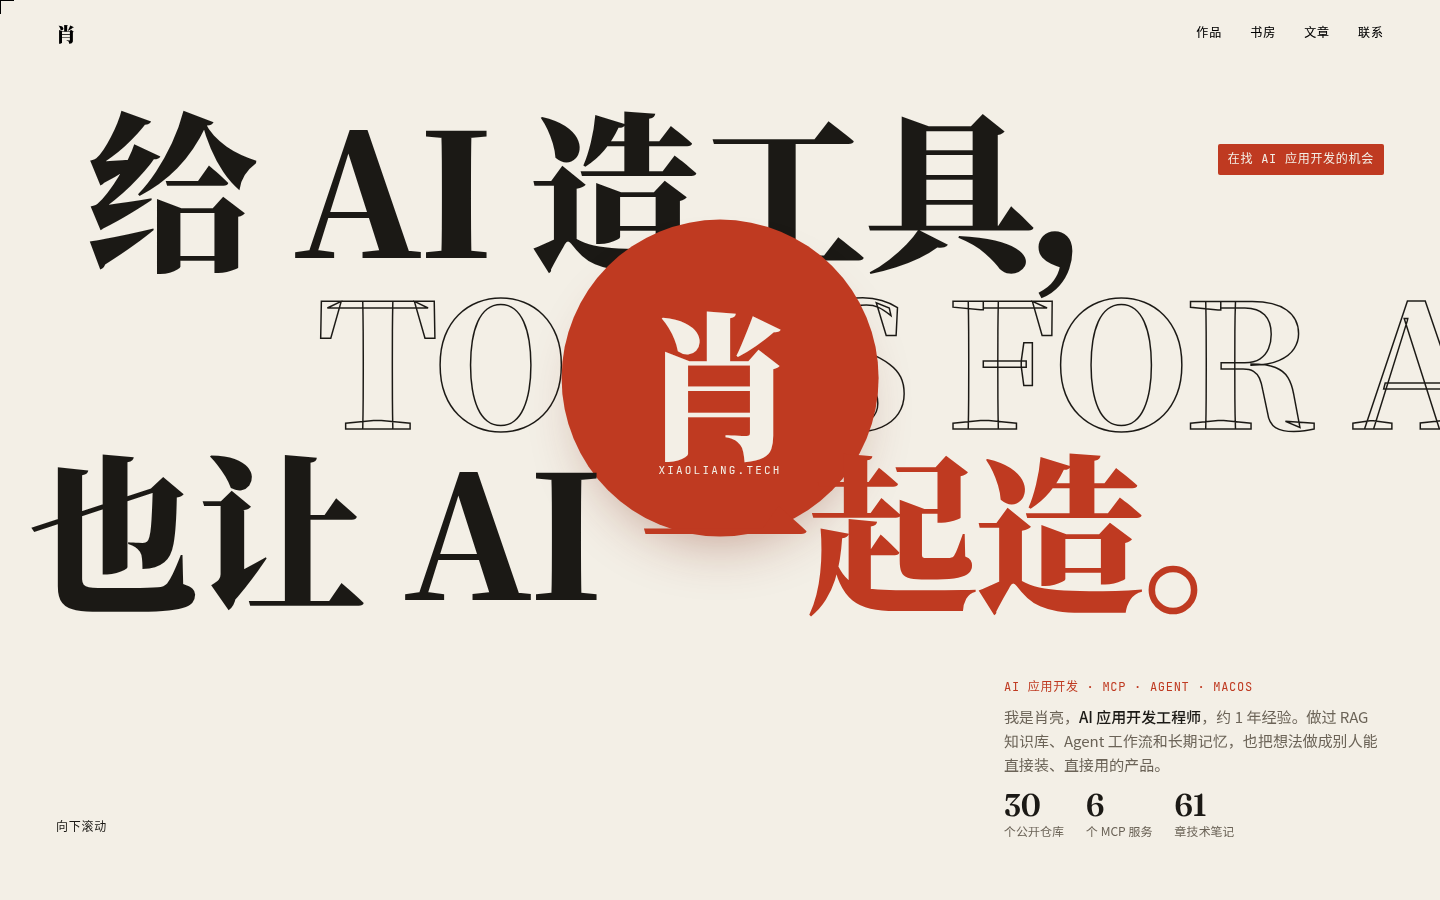 肖
作品 书房 文章 联系
给 AI 造工具,
在找 AI 应用开发的机会
TO S FOR A
肖
XIAOLIANG.TECH
也让 AI 一起造。
AI 应用开发 · MCP · AGENT · MACOS
我是肖亮，AI 应用开发工程师，约 1 年经验。做过 RAG
知识库、Agent 工作流和长期记忆，也把想法做成别人能
直接装、直接用的产品。
30 6 61
个公开仓库 个 MCP 服务 章技术笔记
向下滚动